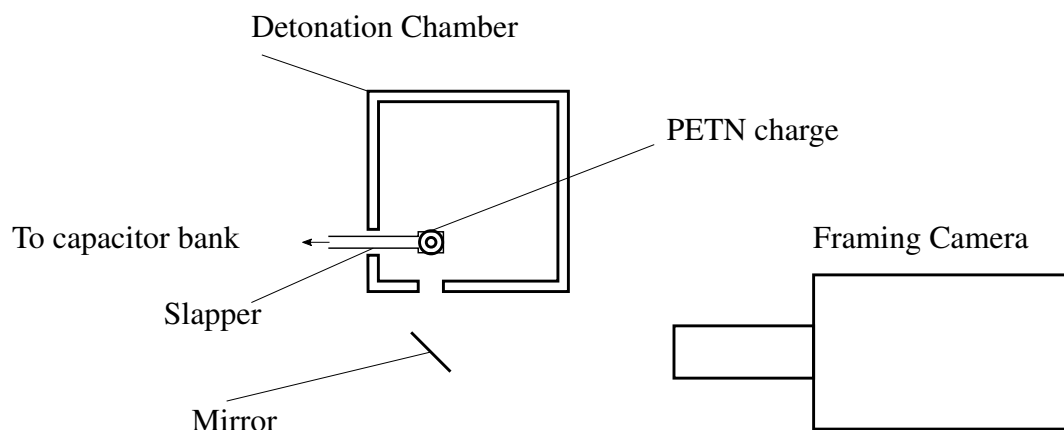 Detonation Chamber
PETN charge
To capacitor bank
Framing Camera
Slapper
Mirror